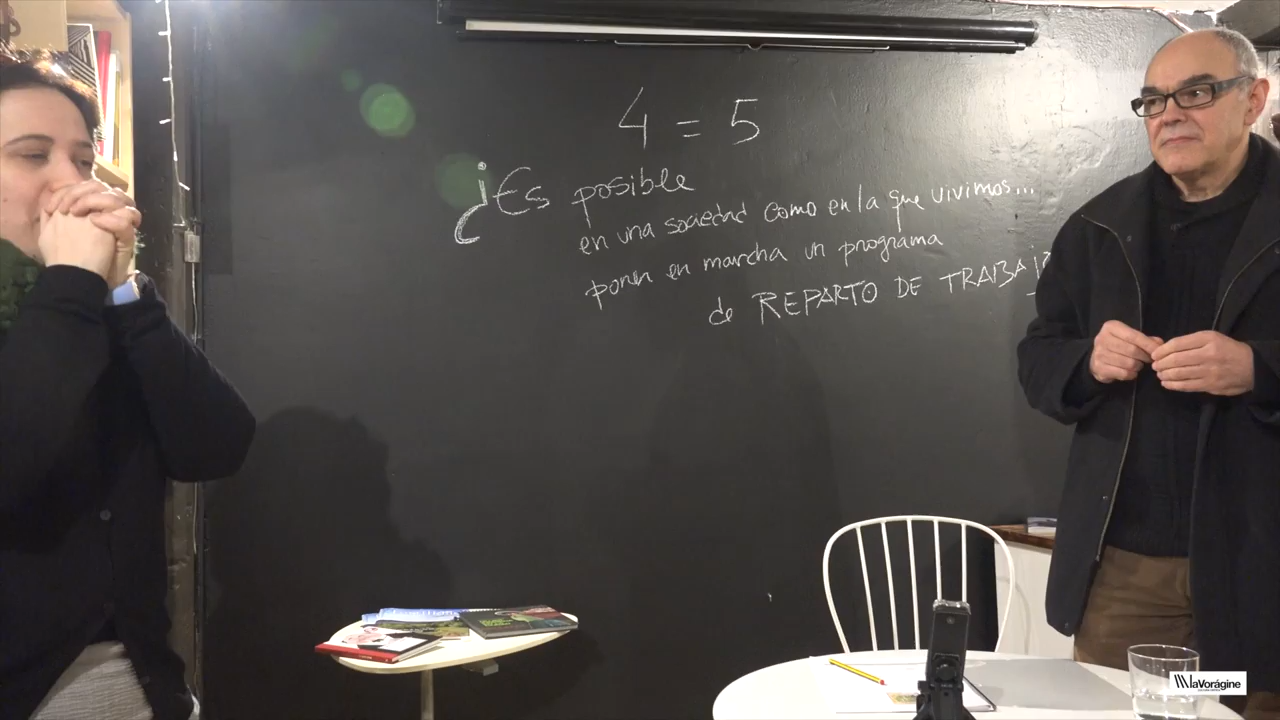 4 = 5
¿Es posible
en una sociedad como en la que vivimos...
poner en marcha un programa
de REPARTO DE TRABAJ
laVorágine